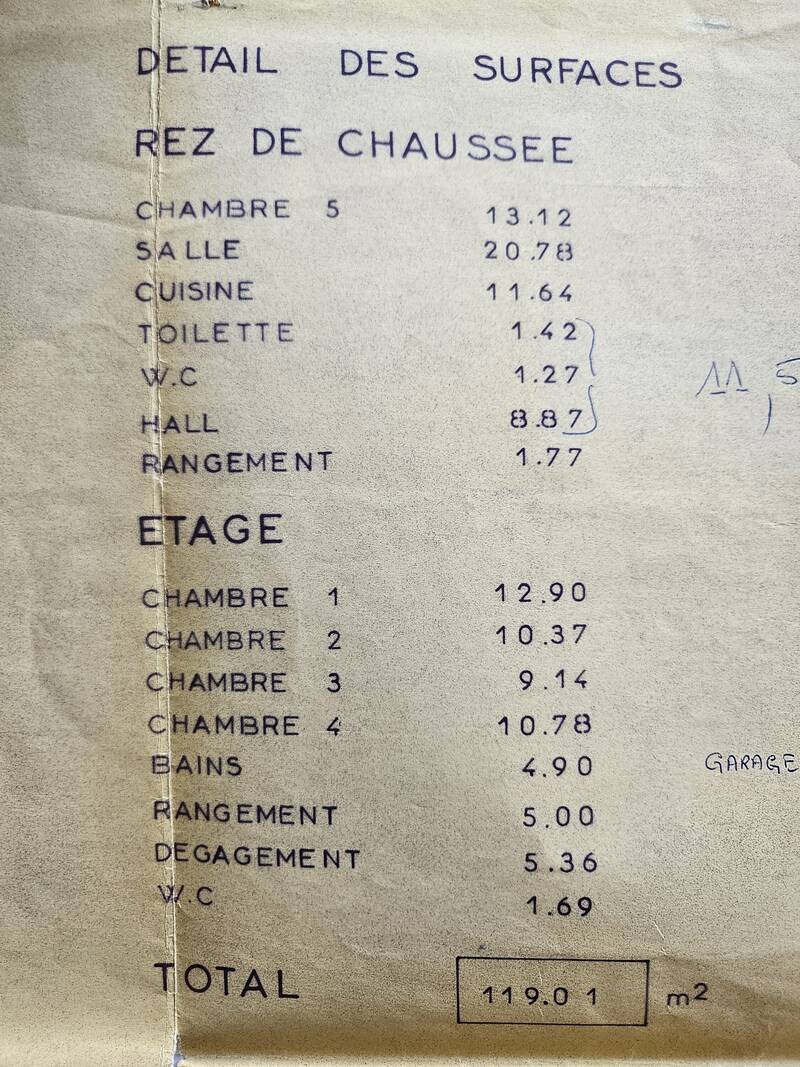 DETAIL DES SURFACES
REZ DE CHAUSSEE
CHAMBRE 5 13.12
SALLE 20.78
CUISINE 11.64
TOILETTE 1.42
W.C 1.27
11,5
HALL 8.87
RANGEMENT 1.77
ETAGE
CHAMBRE 1 12.90
CHAMBRE 2 10.37
CHAMBRE 3 9.14
CHAMBRE 4 10.78
BAINS 4.90
GARAGE
RANGEMENT 5.00
DEGAGEMENT 5.36
W.C 1.69
TOTAL 119.01 m²